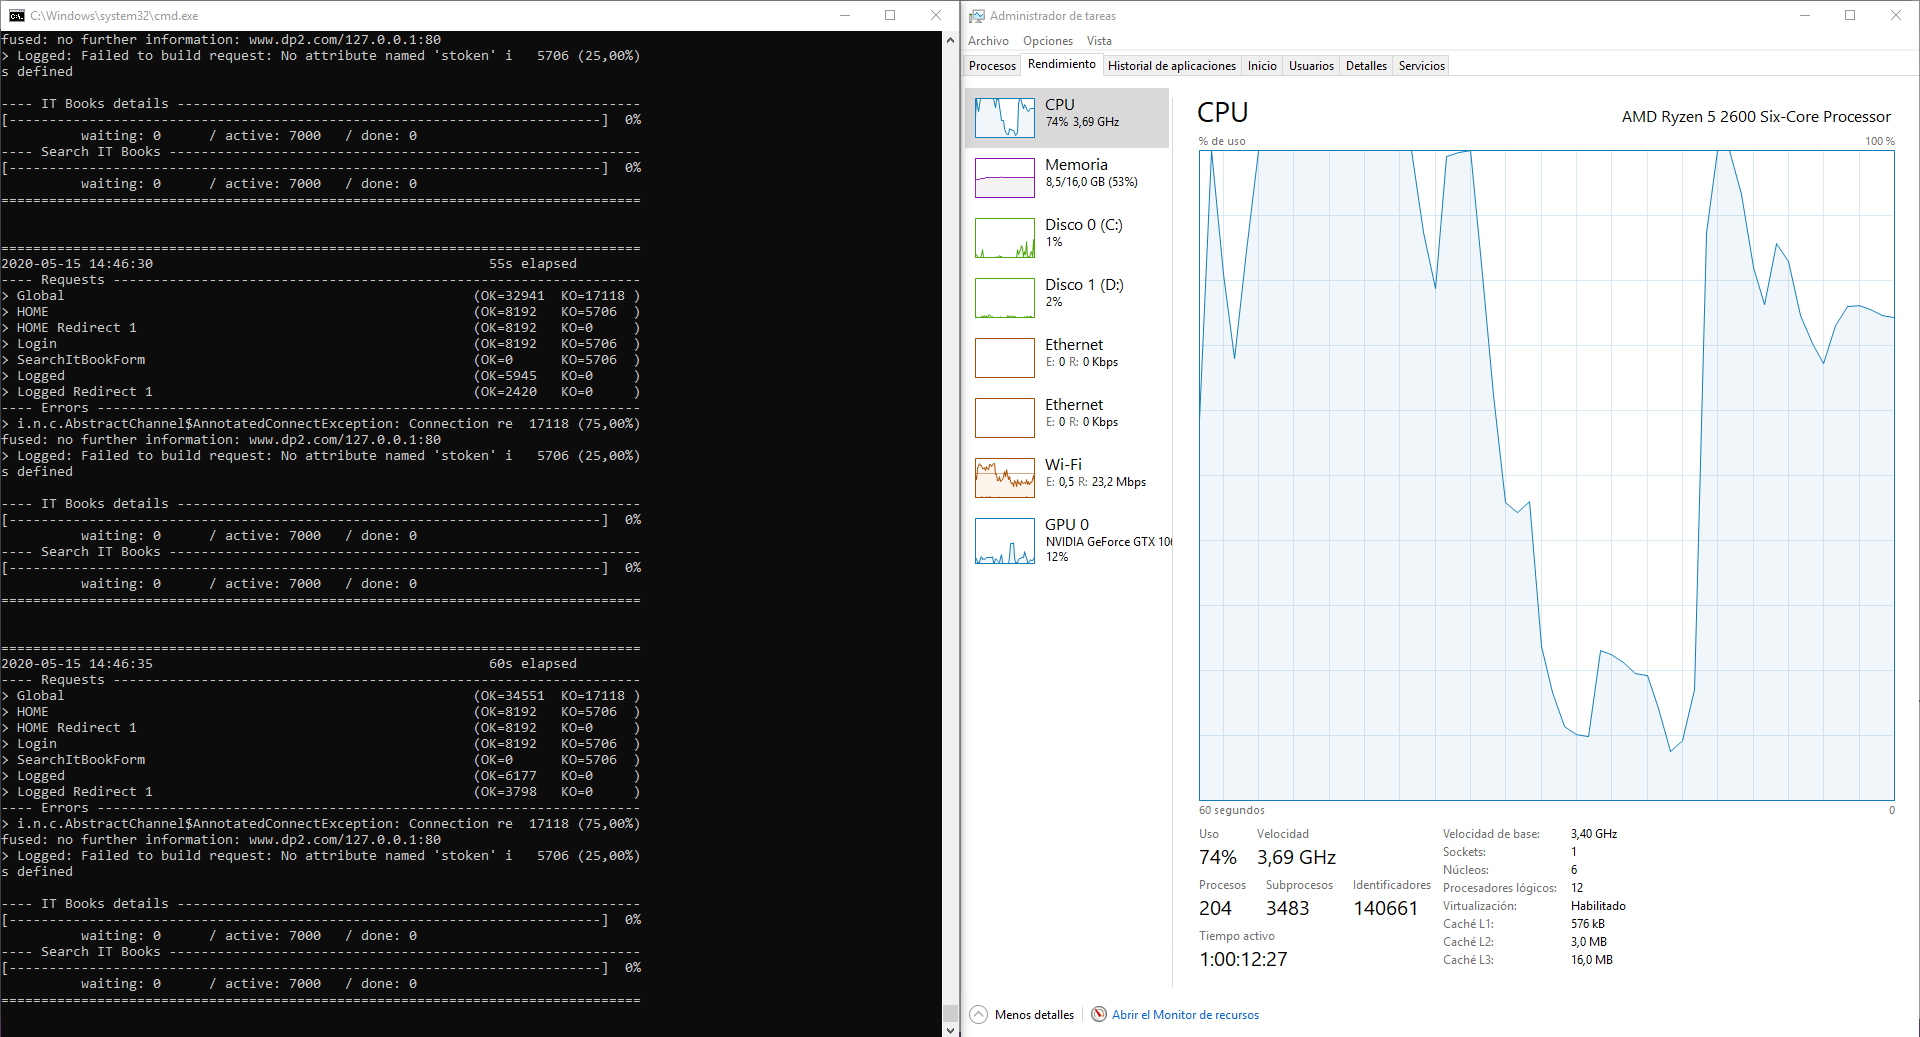 C:\Windows\system32\cmd.exe
fused: no further information: www.dp2.com/127.0.0.1:80
> Logged: Failed to build request: No attribute named 'stoken' i   5706 (25,00%)
s defined
---- IT Books details ----------------------------------------------------------
[--------------------------------------------------------------------------]  0%
          waiting: 0      / active: 7000   / done: 0
---- Search IT Books -----------------------------------------------------------
[--------------------------------------------------------------------------]  0%
          waiting: 0      / active: 7000   / done: 0
================================================================================
================================================================================
2020-05-15 14:46:30                                          55s elapsed
---- Requests ------------------------------------------------------------------
> Global                                                   (OK=32941  KO=17118 )
> HOME                                                     (OK=8192   KO=5706  )
> HOME Redirect 1                                          (OK=8192   KO=0     )
> Login                                                    (OK=8192   KO=5706  )
> SearchItBookForm                                         (OK=0      KO=5706  )
> Logged                                                   (OK=5945   KO=0     )
> Logged Redirect 1                                        (OK=2420   KO=0     )
---- Errors --------------------------------------------------------------------
> i.n.c.AbstractChannel$AnnotatedConnectException: Connection re  17118 (75,00%)
fused: no further information: www.dp2.com/127.0.0.1:80
> Logged: Failed to build request: No attribute named 'stoken' i   5706 (25,00%)
s defined
---- IT Books details ----------------------------------------------------------
[--------------------------------------------------------------------------]  0%
          waiting: 0      / active: 7000   / done: 0
---- Search IT Books -----------------------------------------------------------
[--------------------------------------------------------------------------]  0%
          waiting: 0      / active: 7000   / done: 0
================================================================================
================================================================================
2020-05-15 14:46:35                                          60s elapsed
---- Requests ------------------------------------------------------------------
> Global                                                   (OK=34551  KO=17118 )
> HOME                                                     (OK=8192   KO=5706  )
> HOME Redirect 1                                          (OK=8192   KO=0     )
> Login                                                    (OK=8192   KO=5706  )
> SearchItBookForm                                         (OK=0      KO=5706  )
> Logged                                                   (OK=6177   KO=0     )
> Logged Redirect 1                                        (OK=3798   KO=0     )
---- Errors --------------------------------------------------------------------
> i.n.c.AbstractChannel$AnnotatedConnectException: Connection re  17118 (75,00%)
fused: no further information: www.dp2.com/127.0.0.1:80
> Logged: Failed to build request: No attribute named 'stoken' i   5706 (25,00%)
s defined
---- IT Books details ----------------------------------------------------------
[--------------------------------------------------------------------------]  0%
          waiting: 0      / active: 7000   / done: 0
---- Search IT Books -----------------------------------------------------------
[--------------------------------------------------------------------------]  0%
          waiting: 0      / active: 7000   / done: 0
================================================================================
Administrador de tareas
Archivo Opciones Vista
Procesos Rendimiento Historial de aplicaciones Inicio Usuarios Detalles Servicios
CPU
74% 3,69 GHz
Memoria
8,5/16,0 GB (53%)
Disco 0 (C:)
1%
Disco 1 (D:)
2%
Ethernet
E: 0 R: 0 Kbps
Ethernet
E: 0 R: 0 Kbps
Wi-Fi
E: 0,5 R: 23,2 Mbps
GPU 0
NVIDIA GeForce GTX 10
12%
CPU
AMD Ryzen 5 2600 Six-Core Processor
% de uso 100 %
60 segundos 0
Uso Velocidad
74% 3,69 GHz
Procesos Subprocesos Identificadores
204 3483 140661
Tiempo activo
1:00:12:27
Velocidad de base: 3,40 GHz
Sockets: 1
Núcleos: 6
Procesadores lógicos: 12
Virtualización: Habilitado
Caché L1: 576 kB
Caché L2: 3,0 MB
Caché L3: 16,0 MB
Menos detalles Abrir el Monitor de recursos